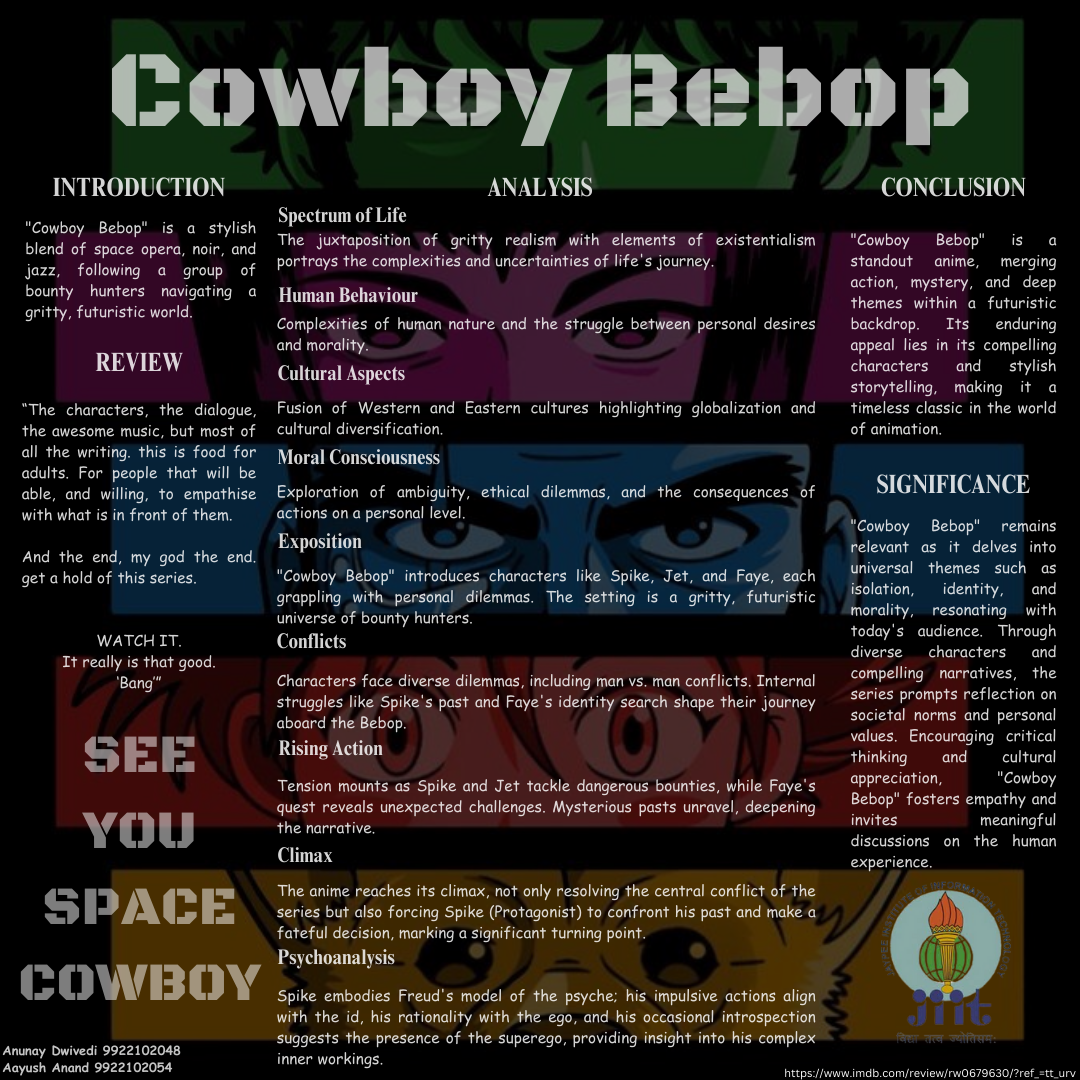 Cowboy Bebop
INTRODUCTION
"Cowboy Bebop" is a stylish
blend of space opera, noir, and
jazz, following a group of
bounty hunters navigating a
gritty, futuristic world.
REVIEW
“The characters, the dialogue,
the awesome music, but most of
all the writing. this is food for
adults. For people that will be
able, and willing, to empathise
with what is in front of them.
And the end, my god the end.
get a hold of this series.
WATCH IT.
It really is that good.
‘Bang’”
SEE
YOU
SPACE
COWBOY
Anunay Dwivedi 9922102048
Aayush Anand 9922102054
ANALYSIS
Spectrum of Life
The juxtaposition of gritty realism with elements of existentialism
portrays the complexities and uncertainties of life's journey.
Human Behaviour
Complexities of human nature and the struggle between personal desires
and morality.
Cultural Aspects
Fusion of Western and Eastern cultures highlighting globalization and
cultural diversification.
Moral Consciousness
Exploration of ambiguity, ethical dilemmas, and the consequences of
actions on a personal level.
Exposition
"Cowboy Bebop" introduces characters like Spike, Jet, and Faye, each
grappling with personal dilemmas. The setting is a gritty, futuristic
universe of bounty hunters.
Conflicts
Characters face diverse dilemmas, including man vs. man conflicts. Internal
struggles like Spike's past and Faye's identity search shape their journey
aboard the Bebop.
Rising Action
Tension mounts as Spike and Jet tackle dangerous bounties, while Faye's
quest reveals unexpected challenges. Mysterious pasts unravel, deepening
the narrative.
Climax
The anime reaches its climax, not only resolving the central conflict of the
series but also forcing Spike (Protagonist) to confront his past and make a
fateful decision, marking a significant turning point.
Psychoanalysis
Spike embodies Freud's model of the psyche; his impulsive actions align
with the id, his rationality with the ego, and his occasional introspection
suggests the presence of the superego, providing insight into his complex
inner workings.
CONCLUSION
"Cowboy Bebop" is a
standout anime, merging
action, mystery, and deep
themes within a futuristic
backdrop. Its enduring
appeal lies in its compelling
characters and stylish
storytelling, making it a
timeless classic in the world
of animation.
SIGNIFICANCE
"Cowboy Bebop" remains
relevant as it delves into
universal themes such as
isolation, identity, and
morality, resonating with
today's audience. Through
diverse characters and
compelling narratives, the
series prompts reflection on
societal norms and personal
values. Encouraging critical
thinking and cultural
appreciation, "Cowboy
Bebop" fosters empathy and
invites meaningful
discussions on the human
experience.
INSTITUTE OF INFORMATION TECHNOLOGY
jiit
विद्या तत्व ज्योतिसम:
https://www.imdb.com/review/rw0679630/?ref_=tt_urv